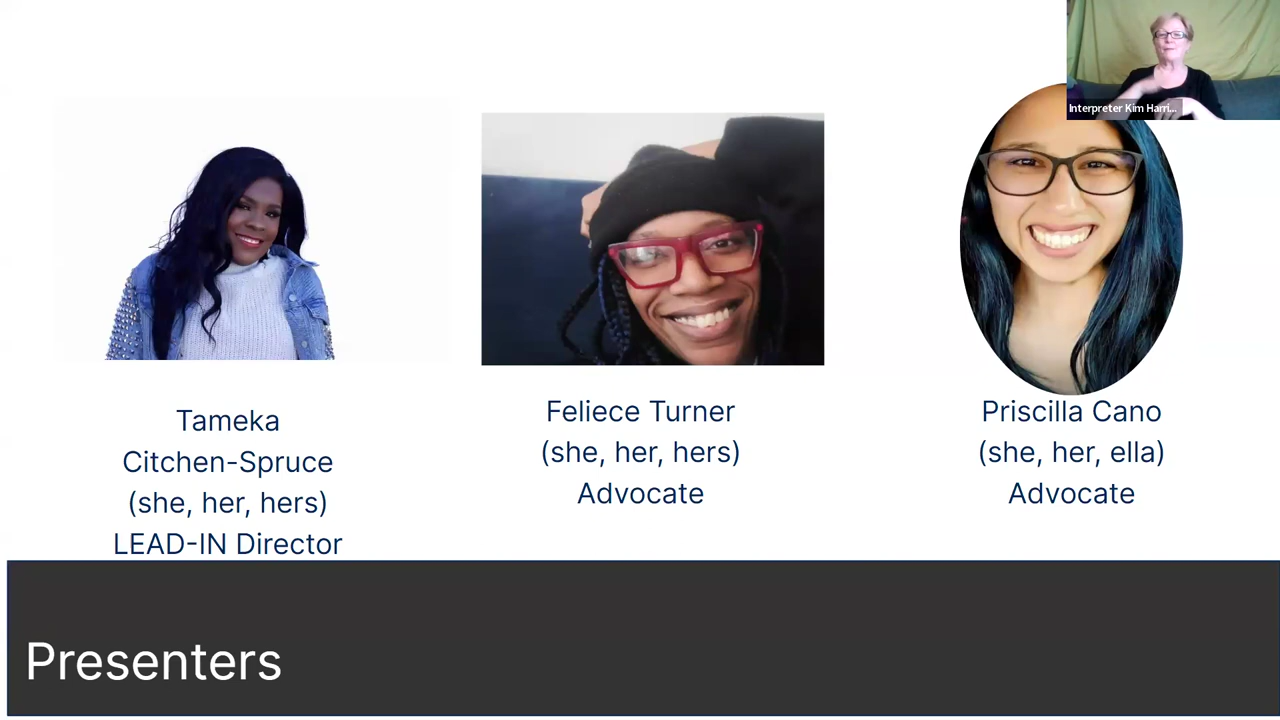 Interpreter Kim Harri...
Tameka
Citchen-Spruce
(she, her, hers)
LEAD-IN Director
Feliece Turner
(she, her, hers)
Advocate
Priscilla Cano
(she, her, ella)
Advocate
Presenters